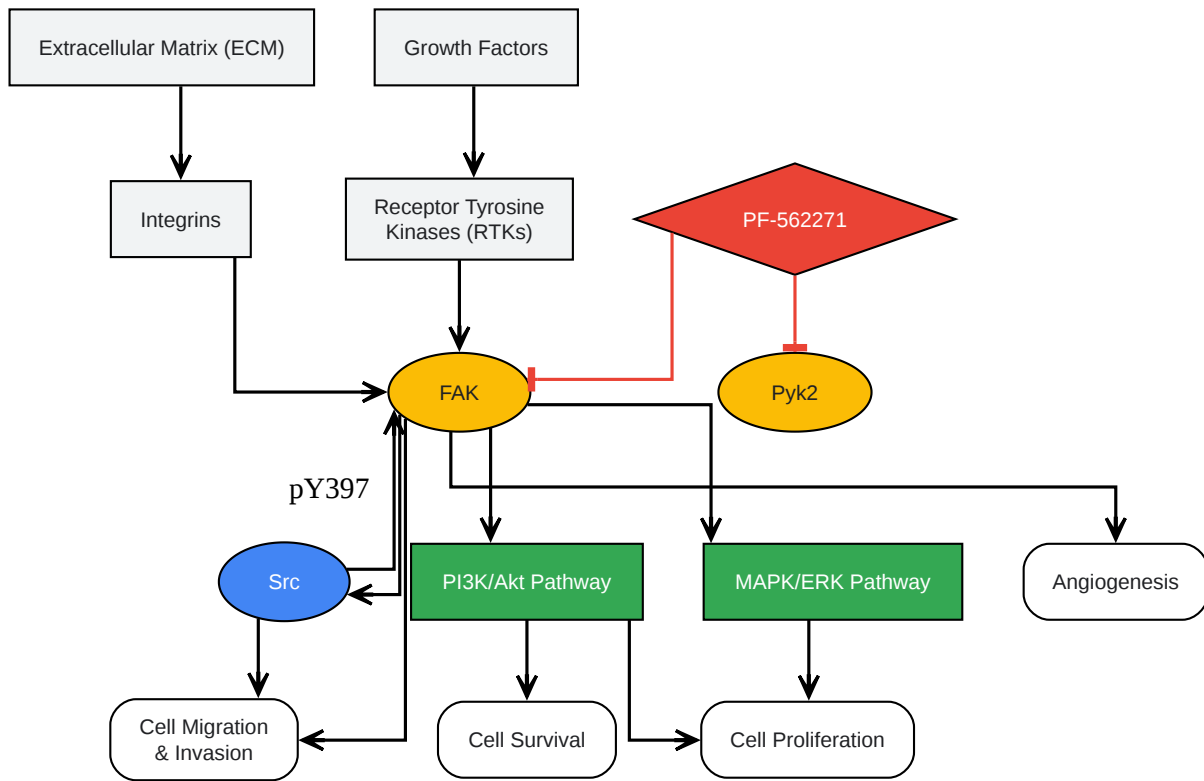 Extracellular Matrix (ECM)
Growth Factors
Integrins
Receptor Tyrosine
Kinases (RTKs)
PF-562271
FAK
Pyk2
pY397
Src
PI3K/Akt Pathway
MAPK/ERK Pathway
Angiogenesis
Cell Migration
& Invasion
Cell Survival
Cell Proliferation